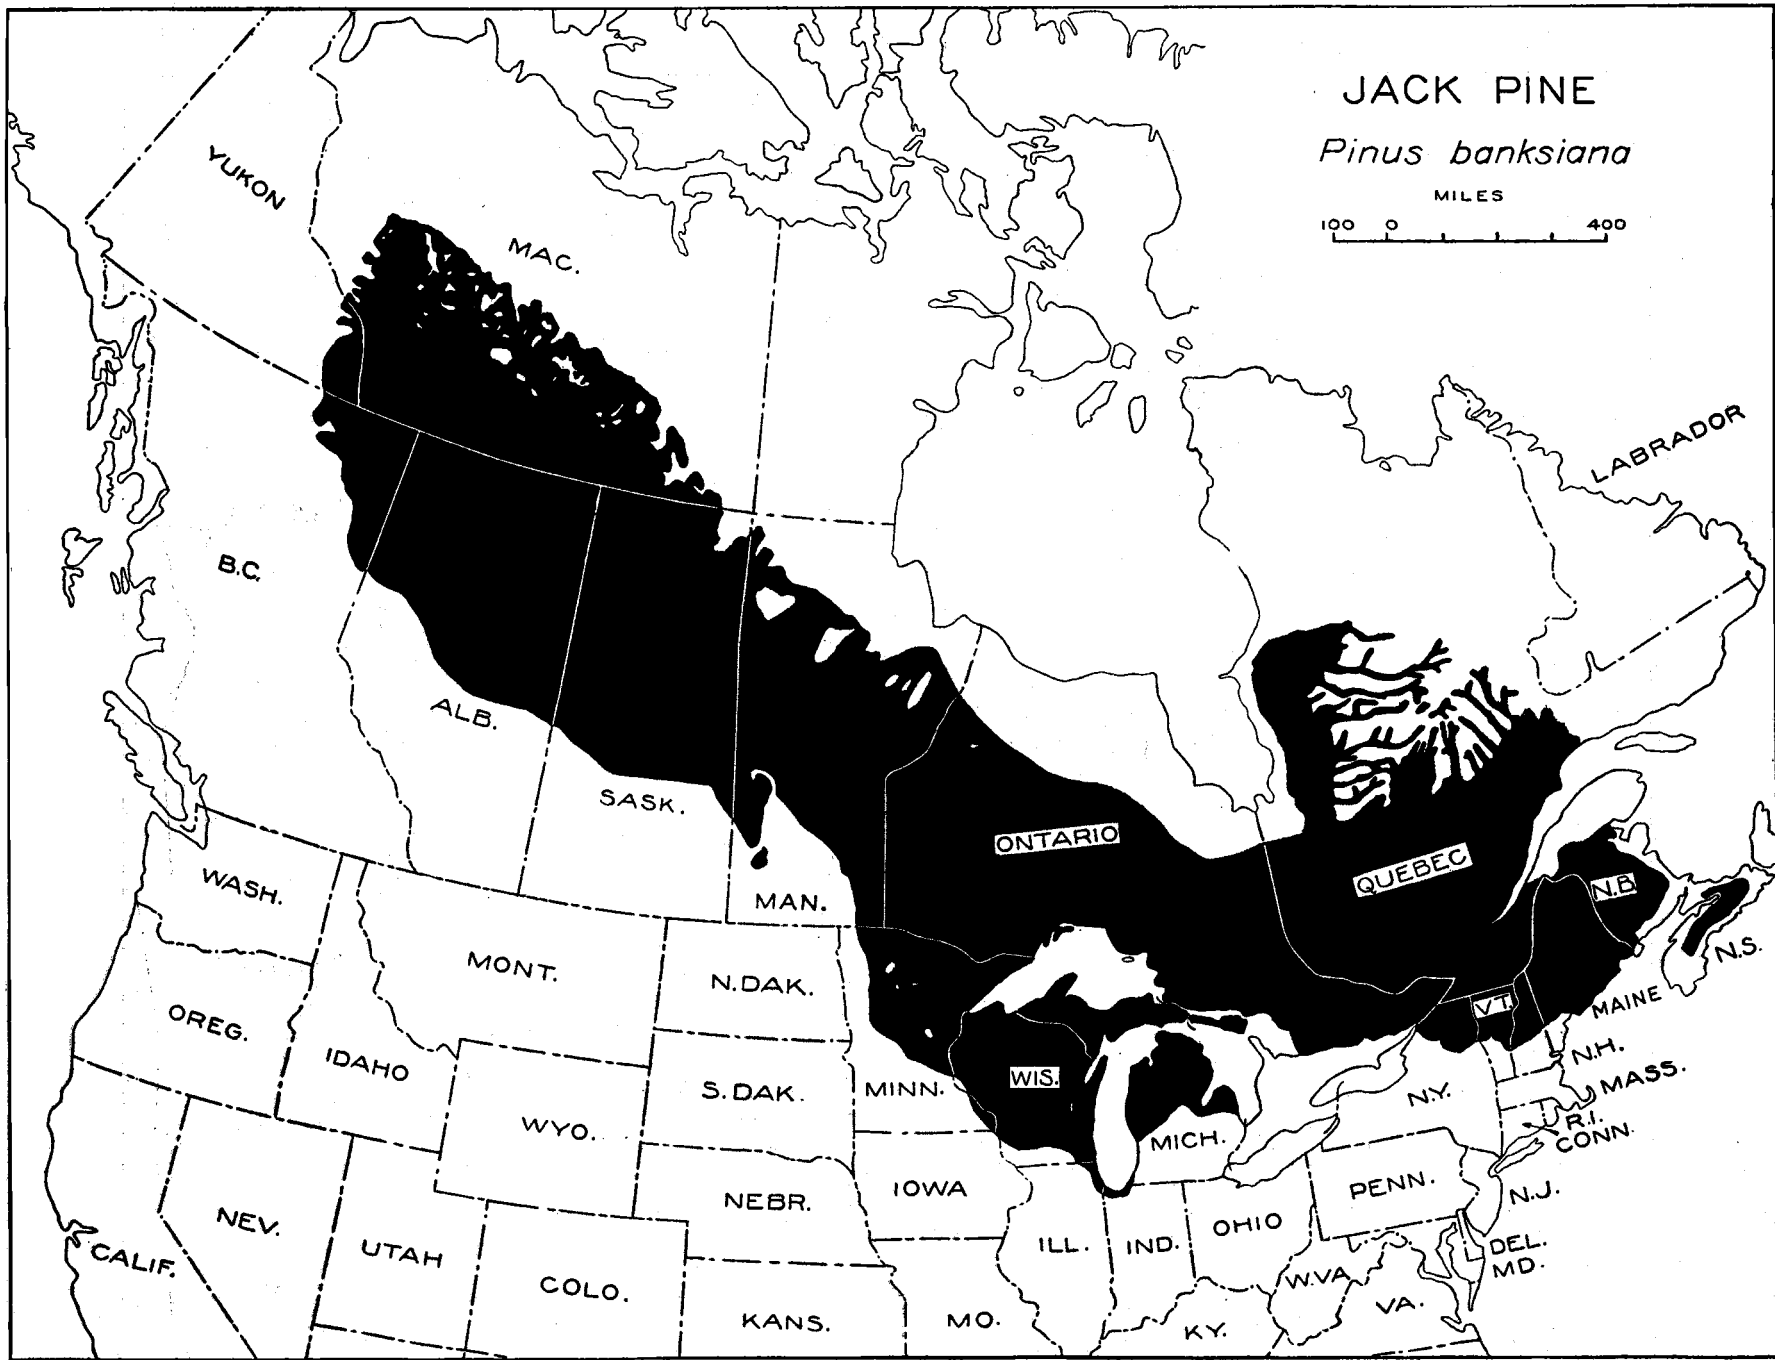 JACK PINE
Pinus banksiana
MILES
100 0 400
YUKON
MAC.
LABRADOR
B.C.
ALB.
SASK.
MAN.
ONTARIO
QUEBEC
N.B.
N.S.
WASH.
MONT.
N.DAK.
VT.
MAINE
OREG.
IDAHO
S.DAK.
MINN.
WIS.
N.H.
MASS.
N.Y.
R.I.
CONN.
WYO.
MICH.
NEV.
UTAH
NEBR.
IOWA
PENN.
N.J.
CALIF.
COLO.
ILL.
IND.
OHIO
DEL.
MD.
W.VA.
KANS.
MO.
KY.
VA.